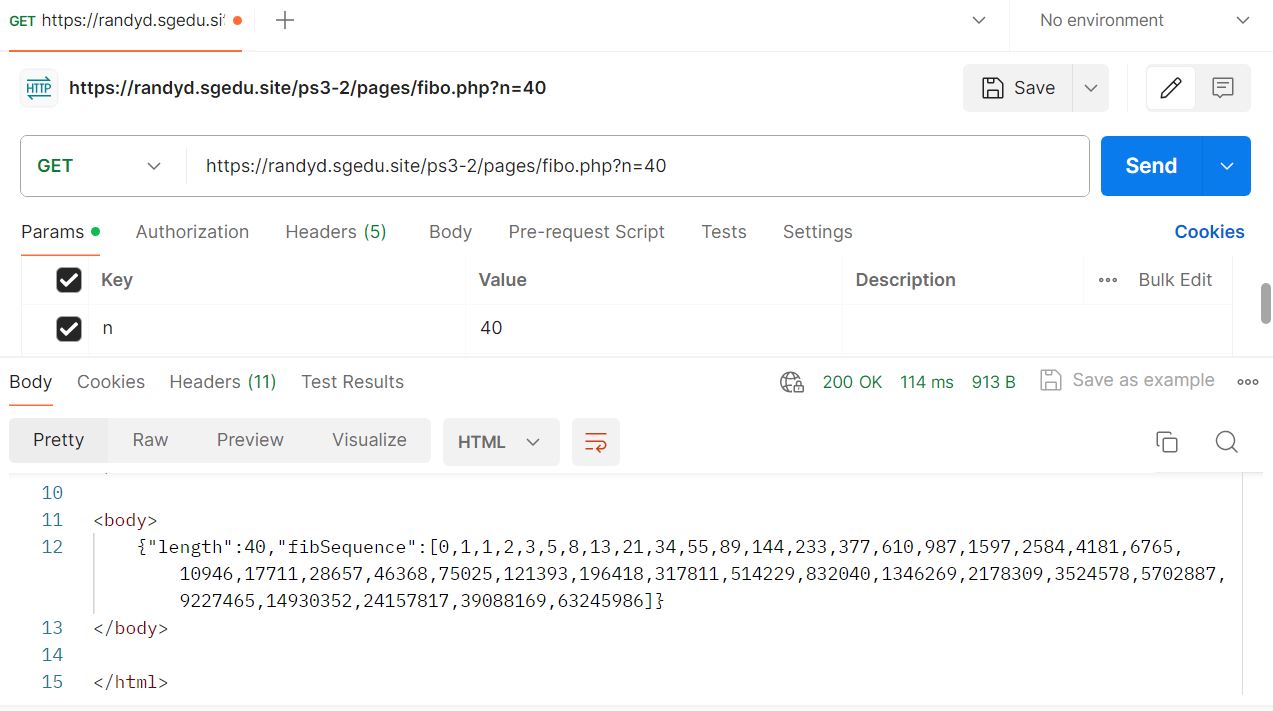 GET https://randyd.sgedu.si
No environment
HTTP https://randyd.sgedu.site/ps3-2/pages/fibo.php?n=40
Save
GET https://randyd.sgedu.site/ps3-2/pages/fibo.php?n=40
Send
Params Authorization Headers (5) Body Pre-request Script Tests Settings Cookies
Key Value Description Bulk Edit
n 40
Body Cookies Headers (11) Test Results 200 OK 114 ms 913 B Save as example
Pretty Raw Preview Visualize HTML
10
11 <body>
12 {"length":40,"fibSequence":[0,1,1,2,3,5,8,13,21,34,55,89,144,233,377,610,987,1597,2584,4181,6765,
10946,17711,28657,46368,75025,121393,196418,317811,514229,832040,1346269,2178309,3524578,5702887,
9227465,14930352,24157817,39088169,63245986]}
13 </body>
14
15 </html>